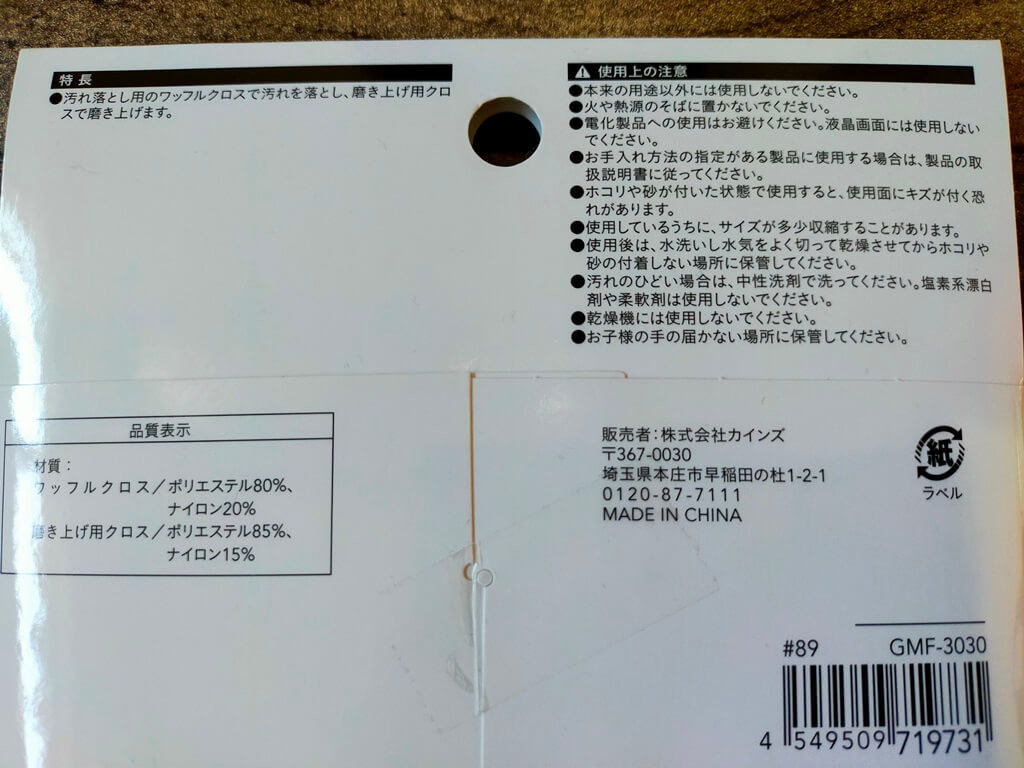 特長
●汚れ落とし用のワッフルクロスで汚れを落とし、磨き上げ用クロ
スで磨き上げます。
使用上の注意
●本来の用途以外には使用しないでください。
●火や熱源のそばに置かないでください。
●電化製品への使用はお避けください。液晶画面には使用しない
でください。
●お手入れ方法の指定がある製品に使用する場合は、製品の取
扱説明書に従ってください。
●ホコリや砂が付いた状態で使用すると、使用面にキズが付く恐
れがあります。
●使用しているうちに、サイズが多少収縮することがあります。
●使用後は、水洗いし水気をよく切って乾燥させてからホコリや
砂の付着しない場所に保管してください。
●汚れのひどい場合は、中性洗剤で洗ってください。塩素系漂白
剤や柔軟剤は使用しないでください。
●乾燥機には使用しないでください。
●お子様の手の届かない場所に保管してください。
品質表示
材質：
ワッフルクロス／ポリエステル80%、
ナイロン20%
磨き上げ用クロス／ポリエステル85%、
ナイロン15%
販売者：株式会社カインズ
〒367-0030
埼玉県本庄市早稲田の杜1-2-1
0120-87-7111
MADE IN CHINA
紙
ラベル
#89 GMF-3030
4 549509 719731